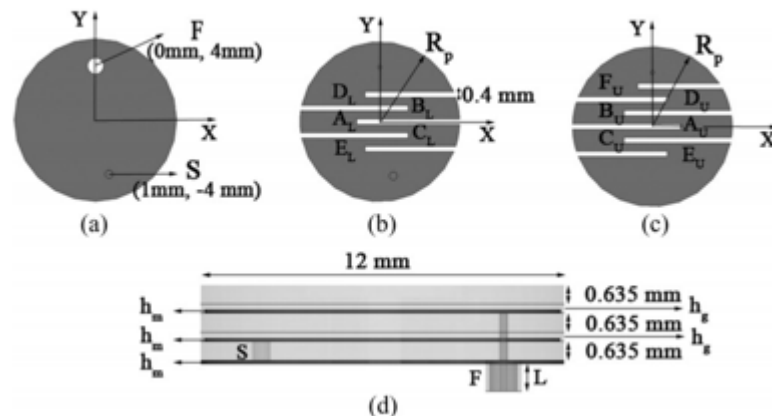 Y
F
(0mm, 4mm)
X
S
(1mm, -4 mm)
(a)
Y
R_p
D_L
0.4 mm
B_L
A_L
X
C_L
E_L
(b)
Y
R_p
F_U
D_U
B_U
A_U
X
C_U
E_U
(c)
12 mm
h_m
0.635 mm
h_g
h_m
0.635 mm
h_g
h_m
S
0.635 mm
F
L
(d)